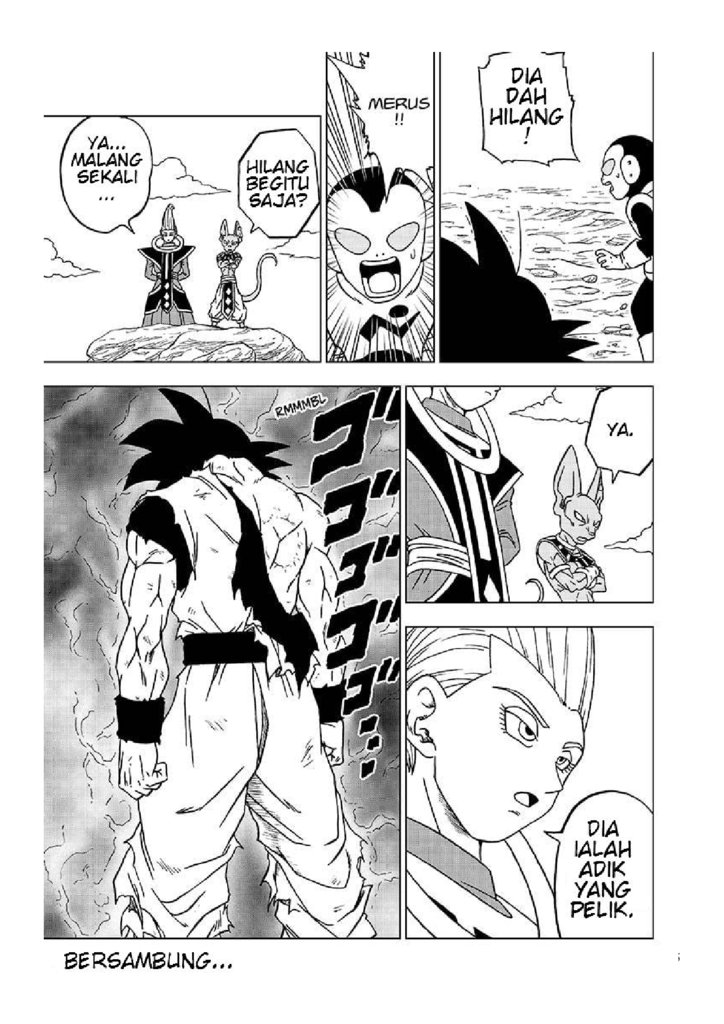 DIA
DAH
HILANG
!
MERUS
!!
HILANG
BEGITU
SAJA?
YA...
MALANG
SEKALI
...
YA.
DIA
IALAH
ADIK
YANG
PELIK.
RMMMBL
ゴゴゴゴゴ…
BERSAMBUNG...